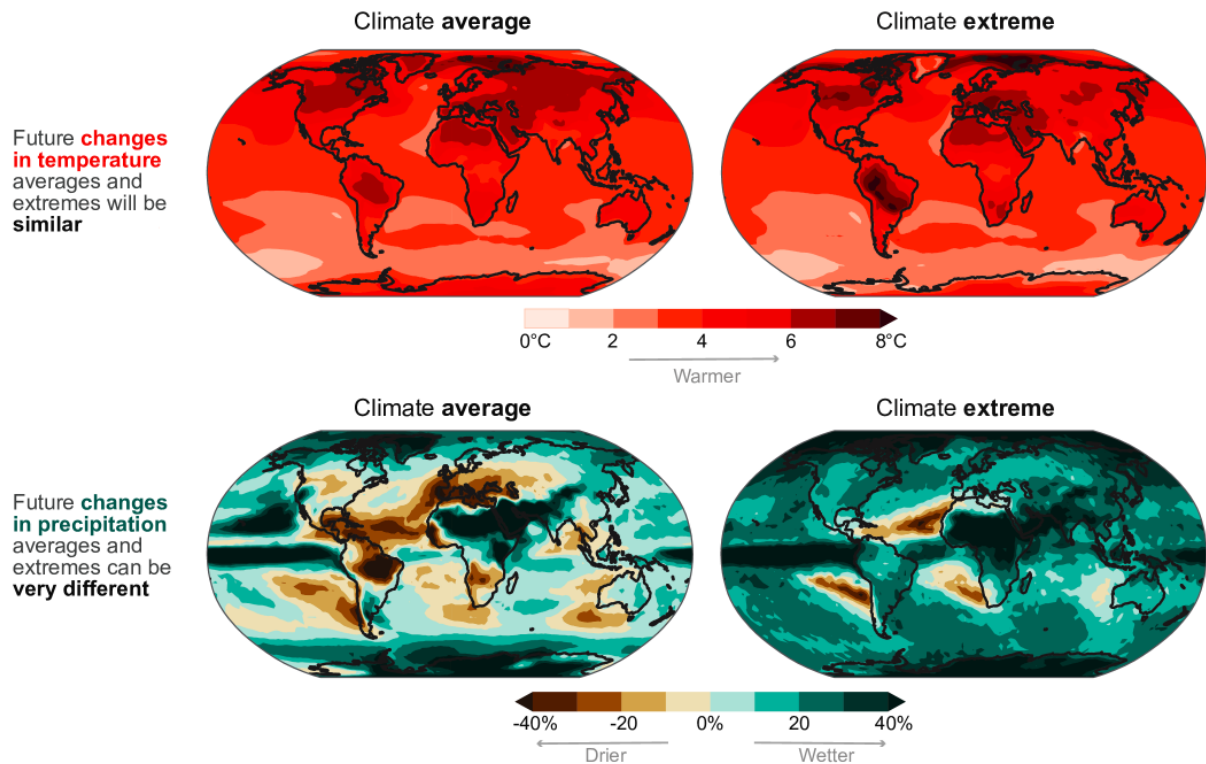 Climate average
Climate extreme
Future changes
in temperature
averages and
extremes will be
similar
0°C 2 4 6 8°C
Warmer
Climate average
Climate extreme
Future changes
in precipitation
averages and
extremes can be
very different
-40% -20 0% 20 40%
Drier Wetter